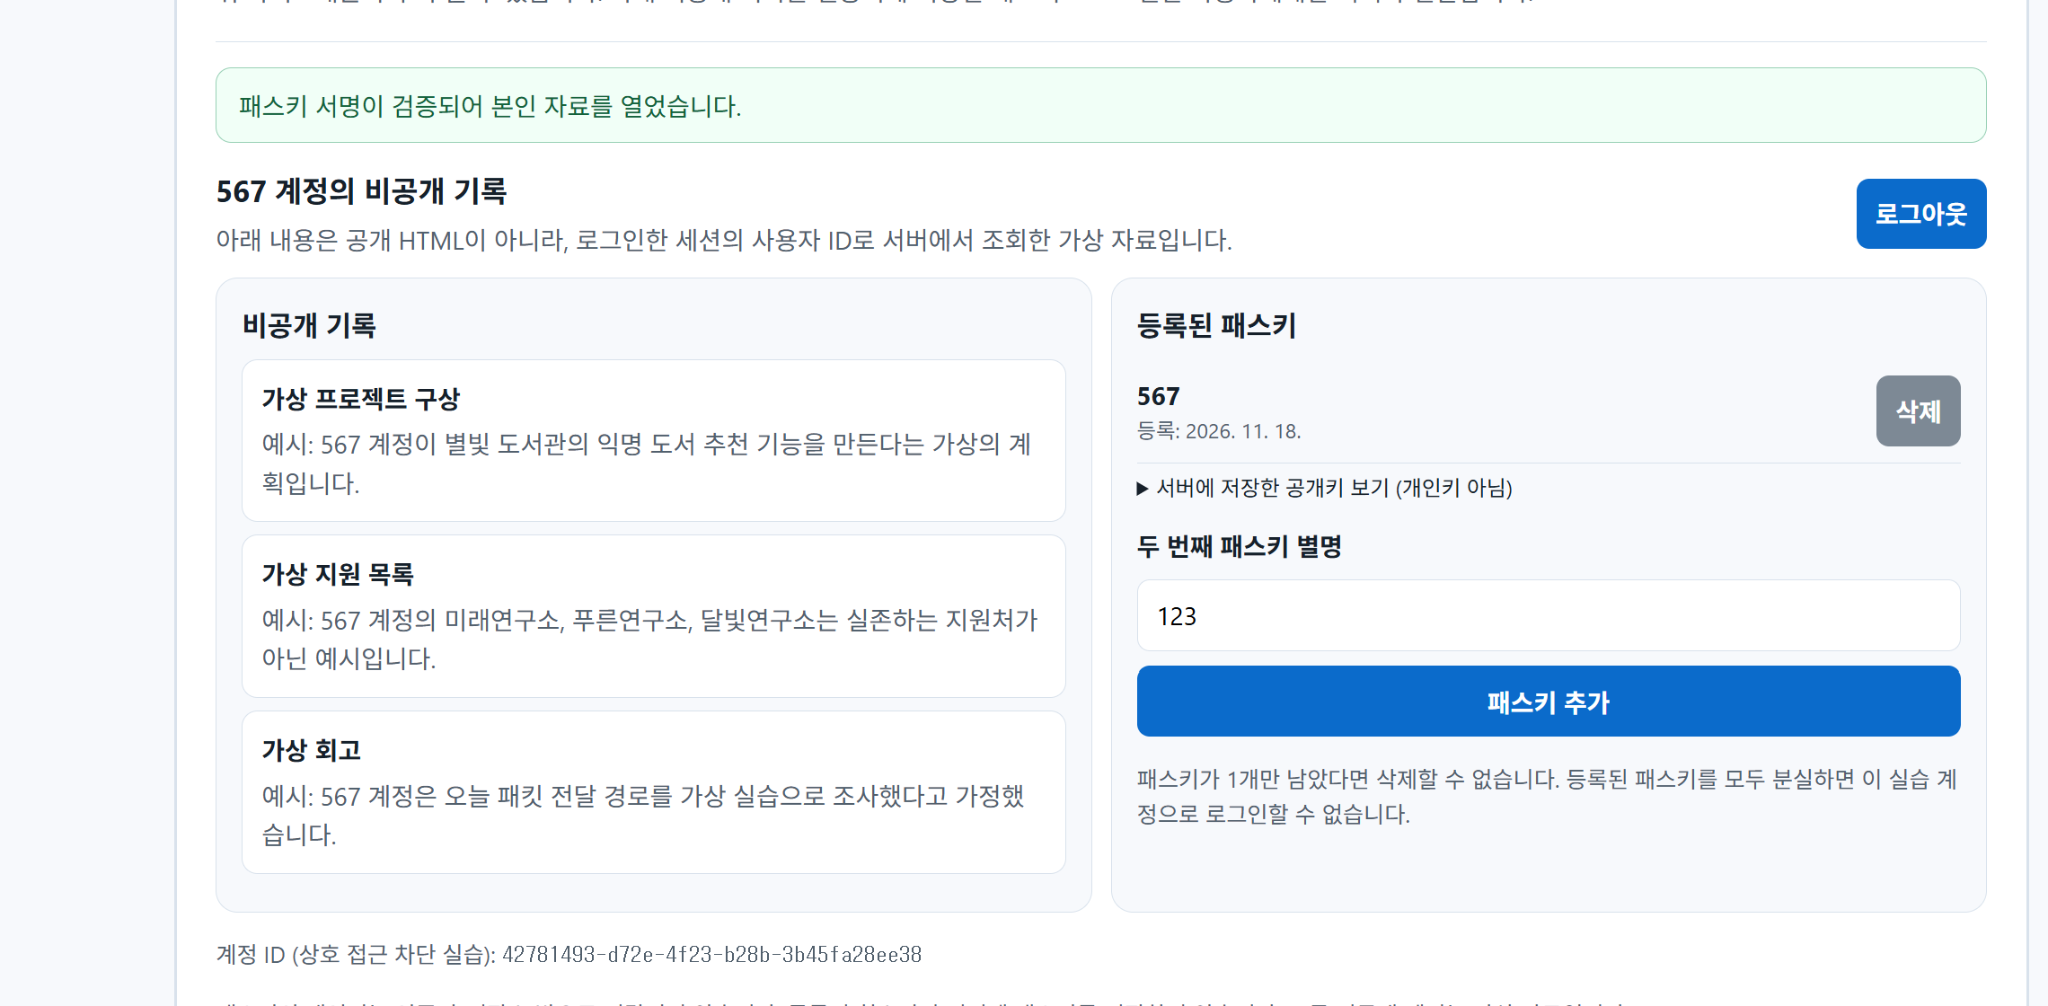 패스키 서명이 검증되어 본인 자료를 열었습니다.
567 계정의 비공개 기록
로그아웃
아래 내용은 공개 HTML이 아니라, 로그인한 세션의 사용자 ID로 서버에서 조회한 가상 자료입니다.
비공개 기록
가상 프로젝트 구상
예시: 567 계정이 별빛 도서관의 익명 도서 추천 기능을 만든다는 가상의 계
획입니다.
가상 지원 목록
예시: 567 계정의 미래연구소, 푸른연구소, 달빛연구소는 실존하는 지원처가
아닌 예시입니다.
가상 회고
예시: 567 계정은 오늘 패킷 전달 경로를 가상 실습으로 조사했다고 가정했
습니다.
등록된 패스키
567
등록: 2026. 11. 18.
삭제
▶ 서버에 저장한 공개키 보기 (개인키 아님)
두 번째 패스키 별명
123
패스키 추가
패스키가 1개만 남았다면 삭제할 수 없습니다. 등록된 패스키를 모두 분실하면 이 실습 계
정으로 로그인할 수 없습니다.
계정 ID (상호 접근 차단 실습): 42781493-d72e-4f23-b28b-3b45fa28ee38